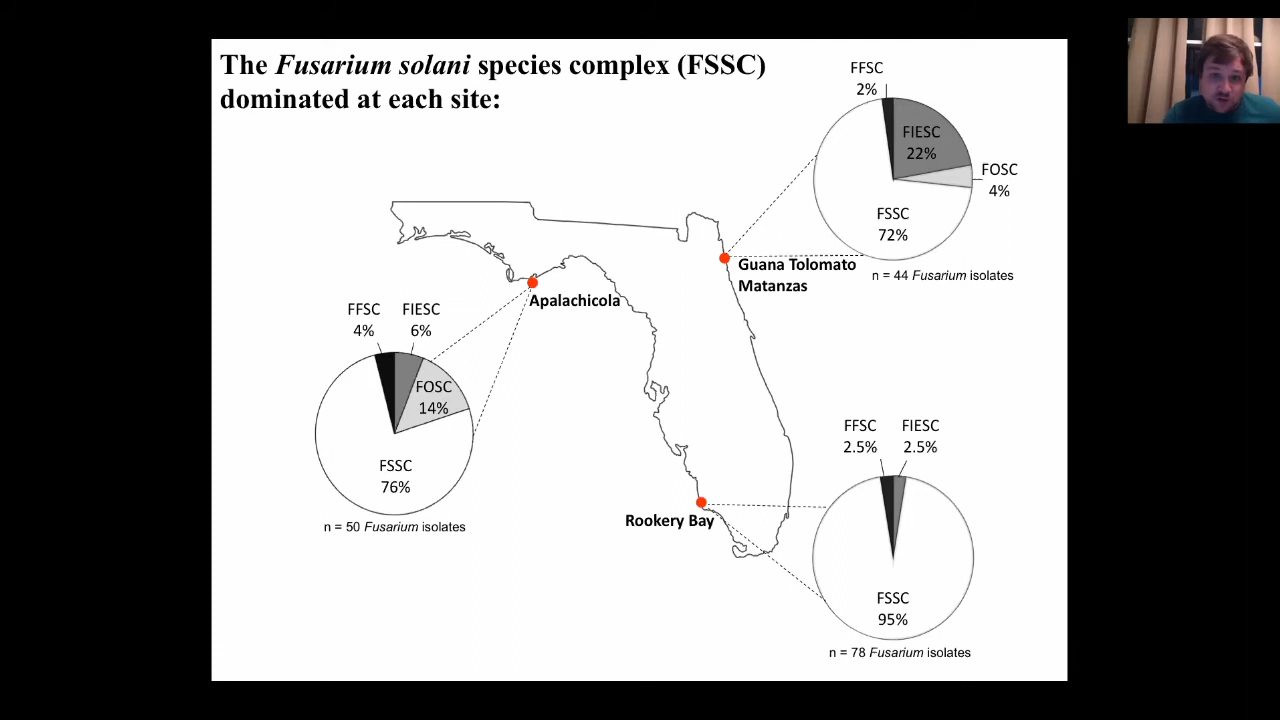 The Fusarium solani species complex (FSSC)
dominated at each site:
FFSC
2%
FIESC
22%
FOSC
4%
FSSC
72%
n = 44 Fusarium isolates
Guana Tolomato
Matanzas
Apalachicola
FFSC
4%
FIESC
6%
FOSC
14%
FSSC
76%
n = 50 Fusarium isolates
Rookery Bay
FFSC
2.5%
FIESC
2.5%
FSSC
95%
n = 78 Fusarium isolates